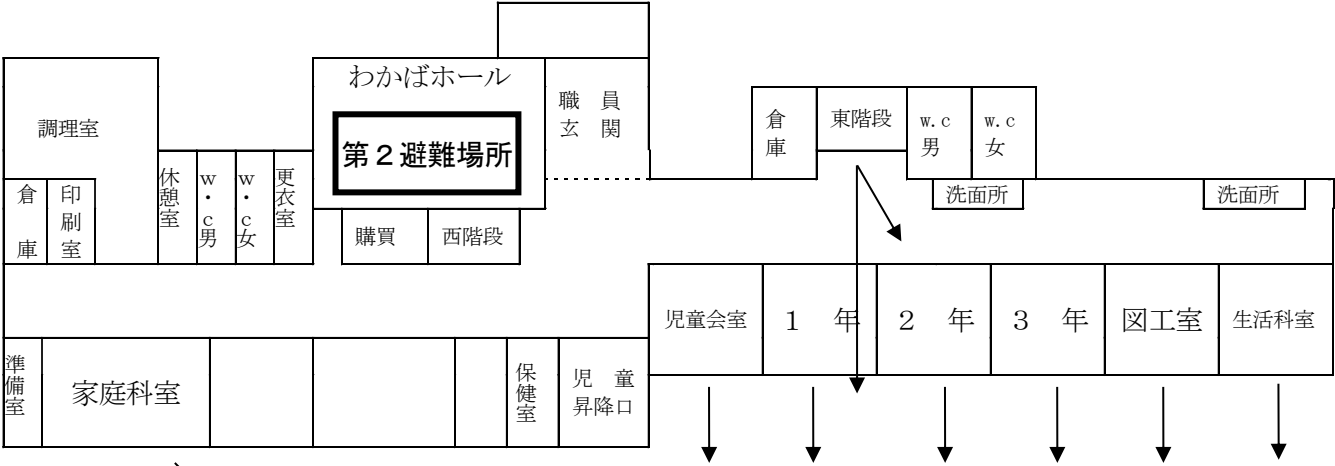 わかばホール
第２避難場所
職　員
玄　関
調理室
倉
庫
印
刷
室
休憩室
ｗ・ｃ男
ｗ・ｃ女
更衣室
購買
西階段
倉
庫
東階段
w.c
男
w.c
女
洗面所
洗面所
児童会室
１　年
２　年
３　年
図工室
生活科室
準備室
家庭科室
保健室
児　童
昇降口